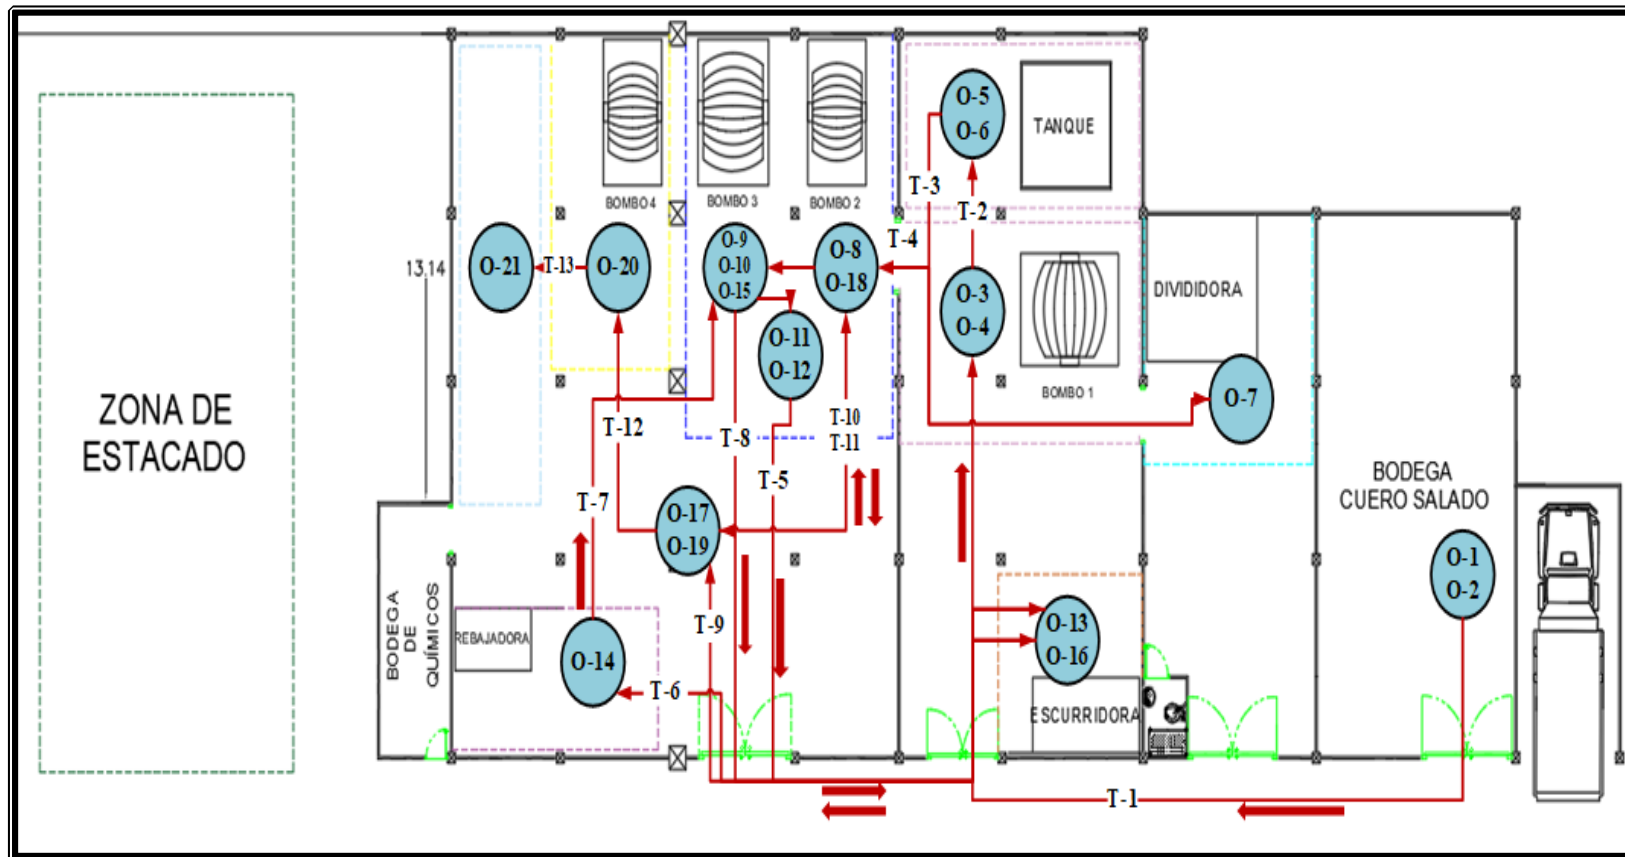 O-5
O-6
TANQUE
T-3
T-2
T-4
BOMBO 4
BOMBO 3
BOMBO 2
O-21
T-13
O-20
O-9
O-10
O-15
O-8
O-18
O-3
O-4
DIVIDIDORA
13,14
O-11
O-12
BOMBO 1
O-7
ZONA DE
ESTACADO
T-12
T-8
T-10
T-11
T-5
T-7
BODEGA
CUERO SALADO
O-17
O-19
O-1
O-2
BODEGA
DE
QUÍMICOS
REBAJADORA
O-14
T-9
T-6
O-13
O-16
ESCURRIDORA
T-1